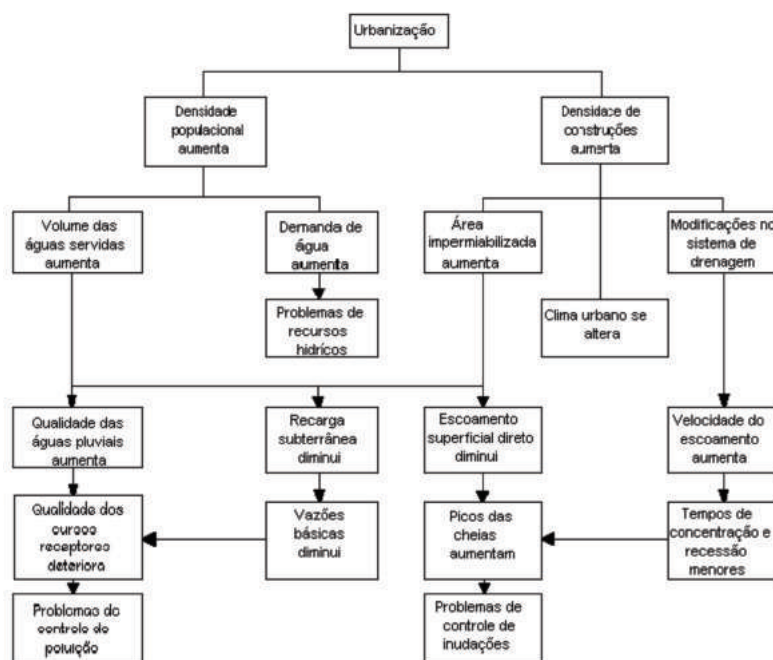 Urbanização
Densidade
populacional
aumenta
Densidade de
construções
aumenta
Volume das
águas servidas
aumenta
Demanda de
água
aumenta
Área
impermiabilizada
aumenta
Modificações no
sistema de
drenagem
Problemas de
recursos
hidrícos
Clima urbano se
altera
Qualidade das
águas pluviais
aumenta
Recarga
subterrânea
diminui
Escoamento
superficial direto
diminui
Velocidade do
escoamento
aumenta
Qualidade dos
cursos
receptores
deteriora
Vazões
básicas
diminui
Picos das
cheias
aumentam
Tempos de
concentração e
recessão
menores
Problemas de
controle de
poluição
Problemas de
controle de
inudações